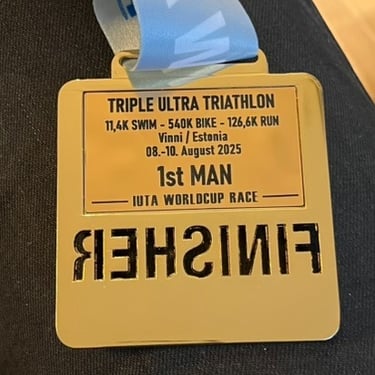 TRIPLE ULTRA TRIATHLON
11,4K SWIM - 540K BIKE - 126,6K RUN
Vinni / Estonia
08.-10. August 2025
1st MAN
IUTA WORLDCUP RACE
FINISHER